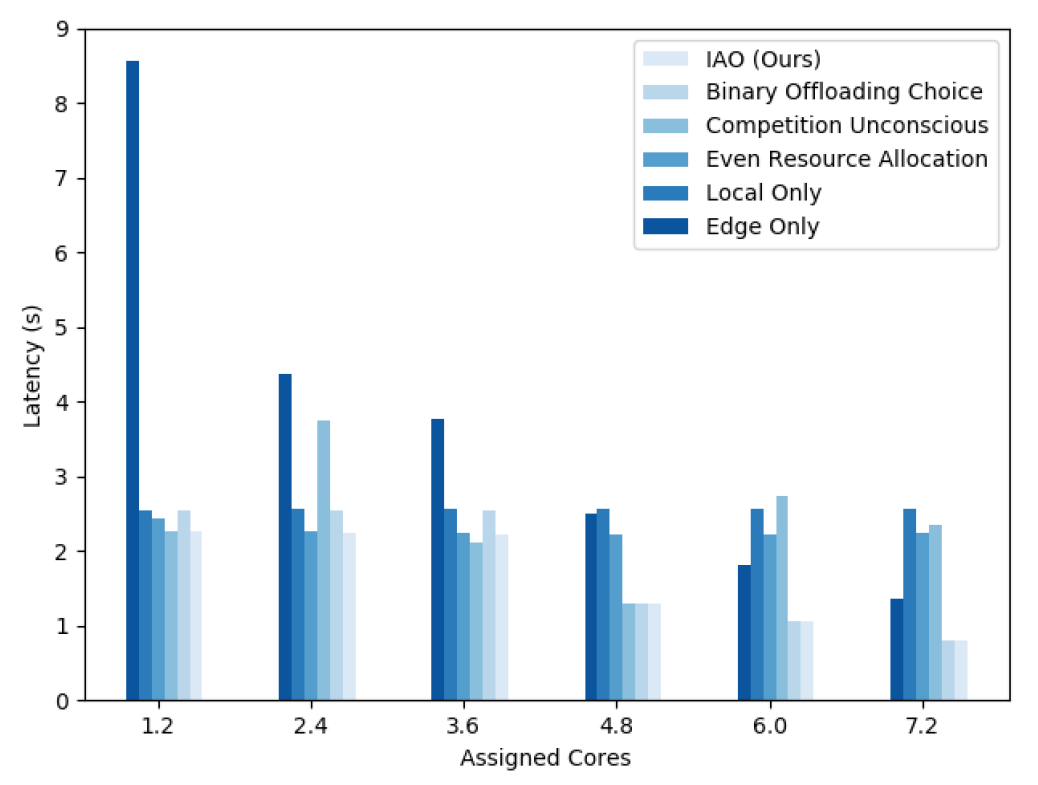 9
8
7
6
5
4
3
2
1
0
Latency (s)
IAO (Ours)
Binary Offloading Choice
Competition Unconscious
Even Resource Allocation
Local Only
Edge Only
1.2 2.4 3.6 4.8 6.0 7.2
Assigned Cores